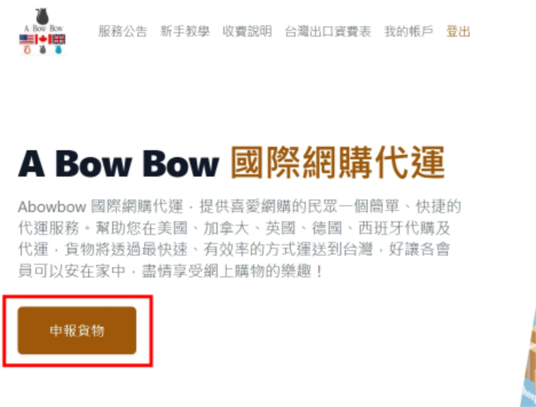 A Bow Bow
服務公告 新手教學 收費說明 台灣出口資費表 我的帳戶 登出
A Bow Bow 國際網購代運
Abowbow 國際網購代運，提供喜愛網購的民眾一個簡單、快捷的
代運服務。幫助您在美國、加拿大、英國、德國、西班牙代購及
代運，貨物將透過最快速、有效率的方式運送到台灣，好讓各會
員可以安在家中，盡情享受網上購物的樂趣！
申報貨物